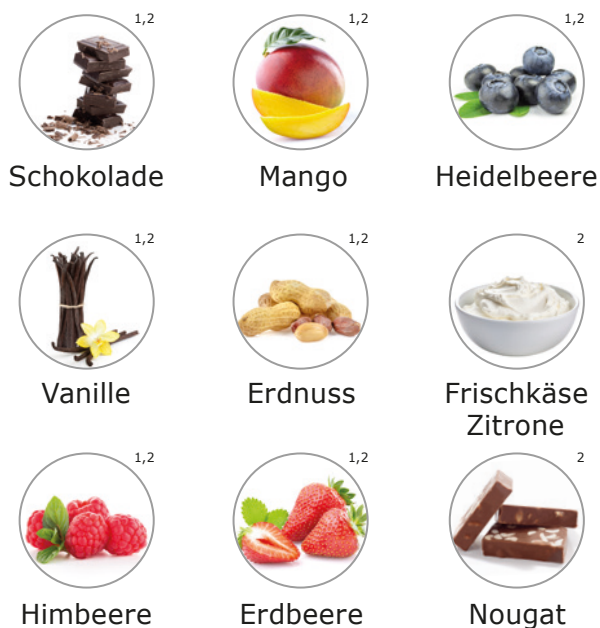 1,2 1,2 1,2
Schokolade Mango Heidelbeere
1,2 1,2 2
Vanille Erdnuss Frischkäse
Zitrone
1,2 1,2 2
Himbeere Erdbeere Nougat